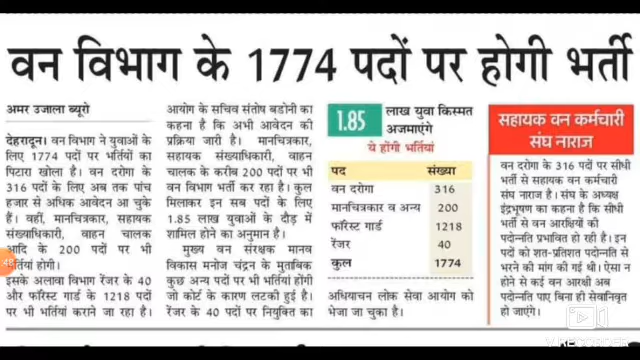 वन विभाग के 1774 पदों पर होगी भर्ती
अमर उजाला ब्यूरो
देहरादून। वन विभाग ने युवाओं के
लिए 1774 पदों पर भर्तियों का
पिटारा खोला है। वन दरोगा के
316 पदों के लिए अब तक पांच
हजार से अधिक आवेदन आ चुके
हैं। वहीं, मानचित्रकार, सहायक
संख्याधिकारी, वाहन चालक
आदि के 200 पदों पर भी
भर्तियां होगी।
इसके अलावा विभाग रेंजर के 40
और फॉरेस्ट गार्ड के 1218 पदों
पर भर्तियां कराने जा रहा है।
आयोग के सचिव संतोष बडोनी का
कहना है कि अभी आवेदन की
प्रक्रिया जारी है। मानचित्रकार,
सहायक संख्याधिकारी, वाहन
चालक के करीब 200 पदों पर भी
वन विभाग भर्ती कर रहा है। कुल
मिलाकर इन सब पदों के लिए
1.85 लाख युवाओं के दौड़ में
शामिल होने का अनुमान है।
मुख्य वन संरक्षक मानव
विकास मनोज चंद्रन के मुताबिक
कुछ अन्य पदों पर भी भर्तियां होंगी
जो कोर्ट के कारण लटकी हुई है।
रेंजर के 40 पदों पर नियुक्ति का
1.85 लाख युवा किस्मत
अजमाएंगे
ये होंगी भर्तियां
पद संख्या
वन दरोगा 316
मानचित्रकार व अन्य 200
फॉरिस्ट गार्ड 1218
रेंजर 40
कुल 1774
अधियाचन लोक सेवा आयोग को
भेजा जा चुका है।
सहायक वन कर्मचारी
संघ नाराज
वन दरोगा के 316 पदों पर सीधी
भर्ती से सहायक वन कर्मचारी
संघ नाराज है। संघ के अध्यक्ष
इंद्रभूषण का कहना है कि सीधी
भर्ती से वन आरक्षियों की
पदोन्नति प्रभावित हो रही है। इन
पदों को शत-प्रतिशत पदोन्नती से
भरने की मांग की गई थी। ऐसा न
होने से कई वन आरक्षी अब
पदोन्नति पाए बिना ही सेवानिवृत
हो जाएंगे।
48
V RECORDER